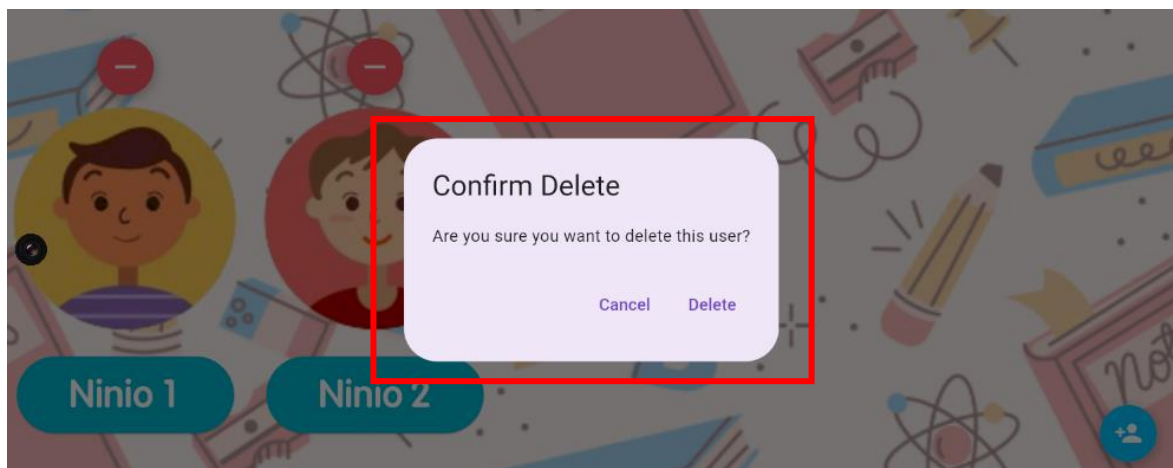 Confirm Delete
Are you sure you want to delete this user?
Cancel Delete
Ninio 1 Ninio 2